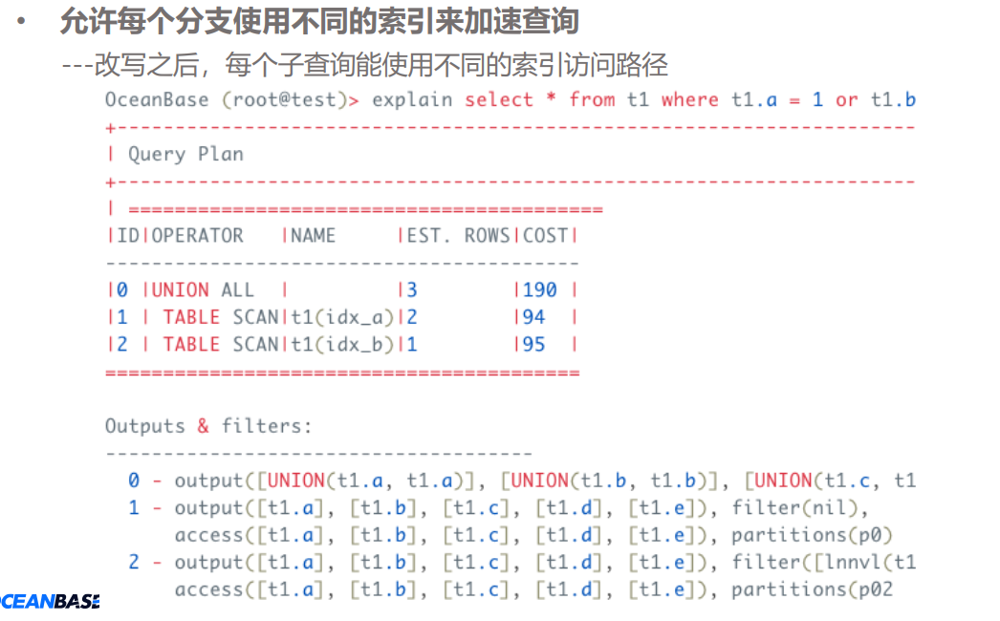 • 允许每个分支使用不同的索引来加速查询
---改写之后，每个子查询能使用不同的索引访问路径
OceanBase (root@test)> explain select * from t1 where t1.a = 1 or t1.b
+---------------------------------------------------------------------
| Query Plan
+---------------------------------------------------------------------
| =========================================
|ID|OPERATOR   |NAME     |EST. ROWS|COST|
-----------------------------------------
|0 |UNION ALL  |         |3        |190 |
|1 | TABLE SCAN|t1(idx_a)|2        |94  |
|2 | TABLE SCAN|t1(idx_b)|1        |95  |
=========================================
Outputs & filters:
-------------------------------------
0 - output([UNION(t1.a, t1.a)], [UNION(t1.b, t1.b)], [UNION(t1.c, t1
1 - output([t1.a], [t1.b], [t1.c], [t1.d], [t1.e]), filter(nil),
access([t1.a], [t1.b], [t1.c], [t1.d], [t1.e]), partitions(p0)
2 - output([t1.a], [t1.b], [t1.c], [t1.d], [t1.e]), filter([lnnvl(t1
access([t1.a], [t1.b], [t1.c], [t1.d], [t1.e]), partitions(p02
OCEANBASE